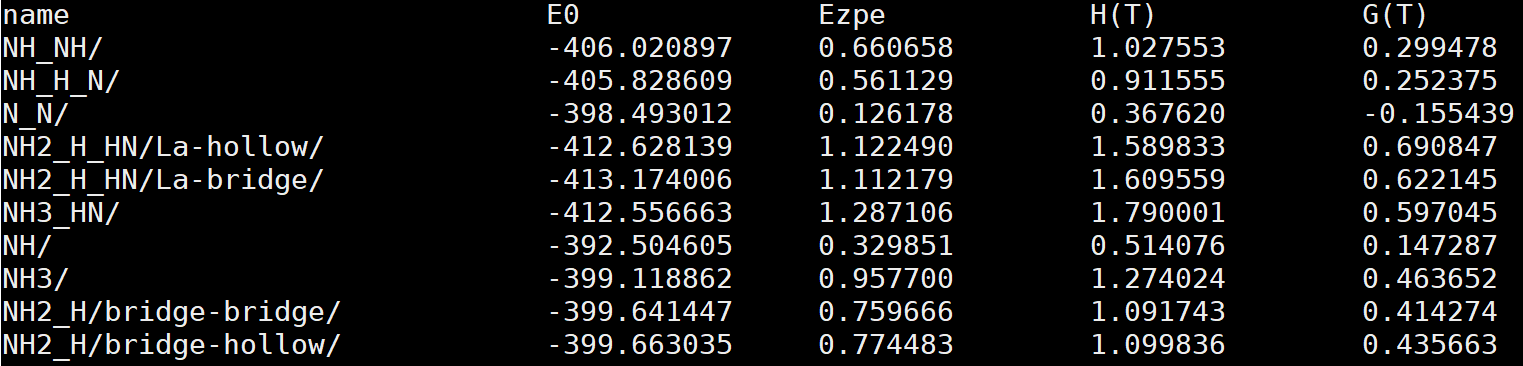 name E0 Ezpe H(T) G(T)
NH_NH/ -406.020897 0.660658 1.027553 0.299478
NH_H_N/ -405.828609 0.561129 0.911555 0.252375
N_N/ -398.493012 0.126178 0.367620 -0.155439
NH2_H_HN/La-hollow/ -412.628139 1.122490 1.589833 0.690847
NH2_H_HN/La-bridge/ -413.174006 1.112179 1.609559 0.622145
NH3_HN/ -412.556663 1.287106 1.790001 0.597045
NH/ -392.504605 0.329851 0.514076 0.147287
NH3/ -399.118862 0.957700 1.274024 0.463652
NH2_H/bridge-bridge/ -399.641447 0.759666 1.091743 0.414274
NH2_H/bridge-hollow/ -399.663035 0.774483 1.099836 0.435663